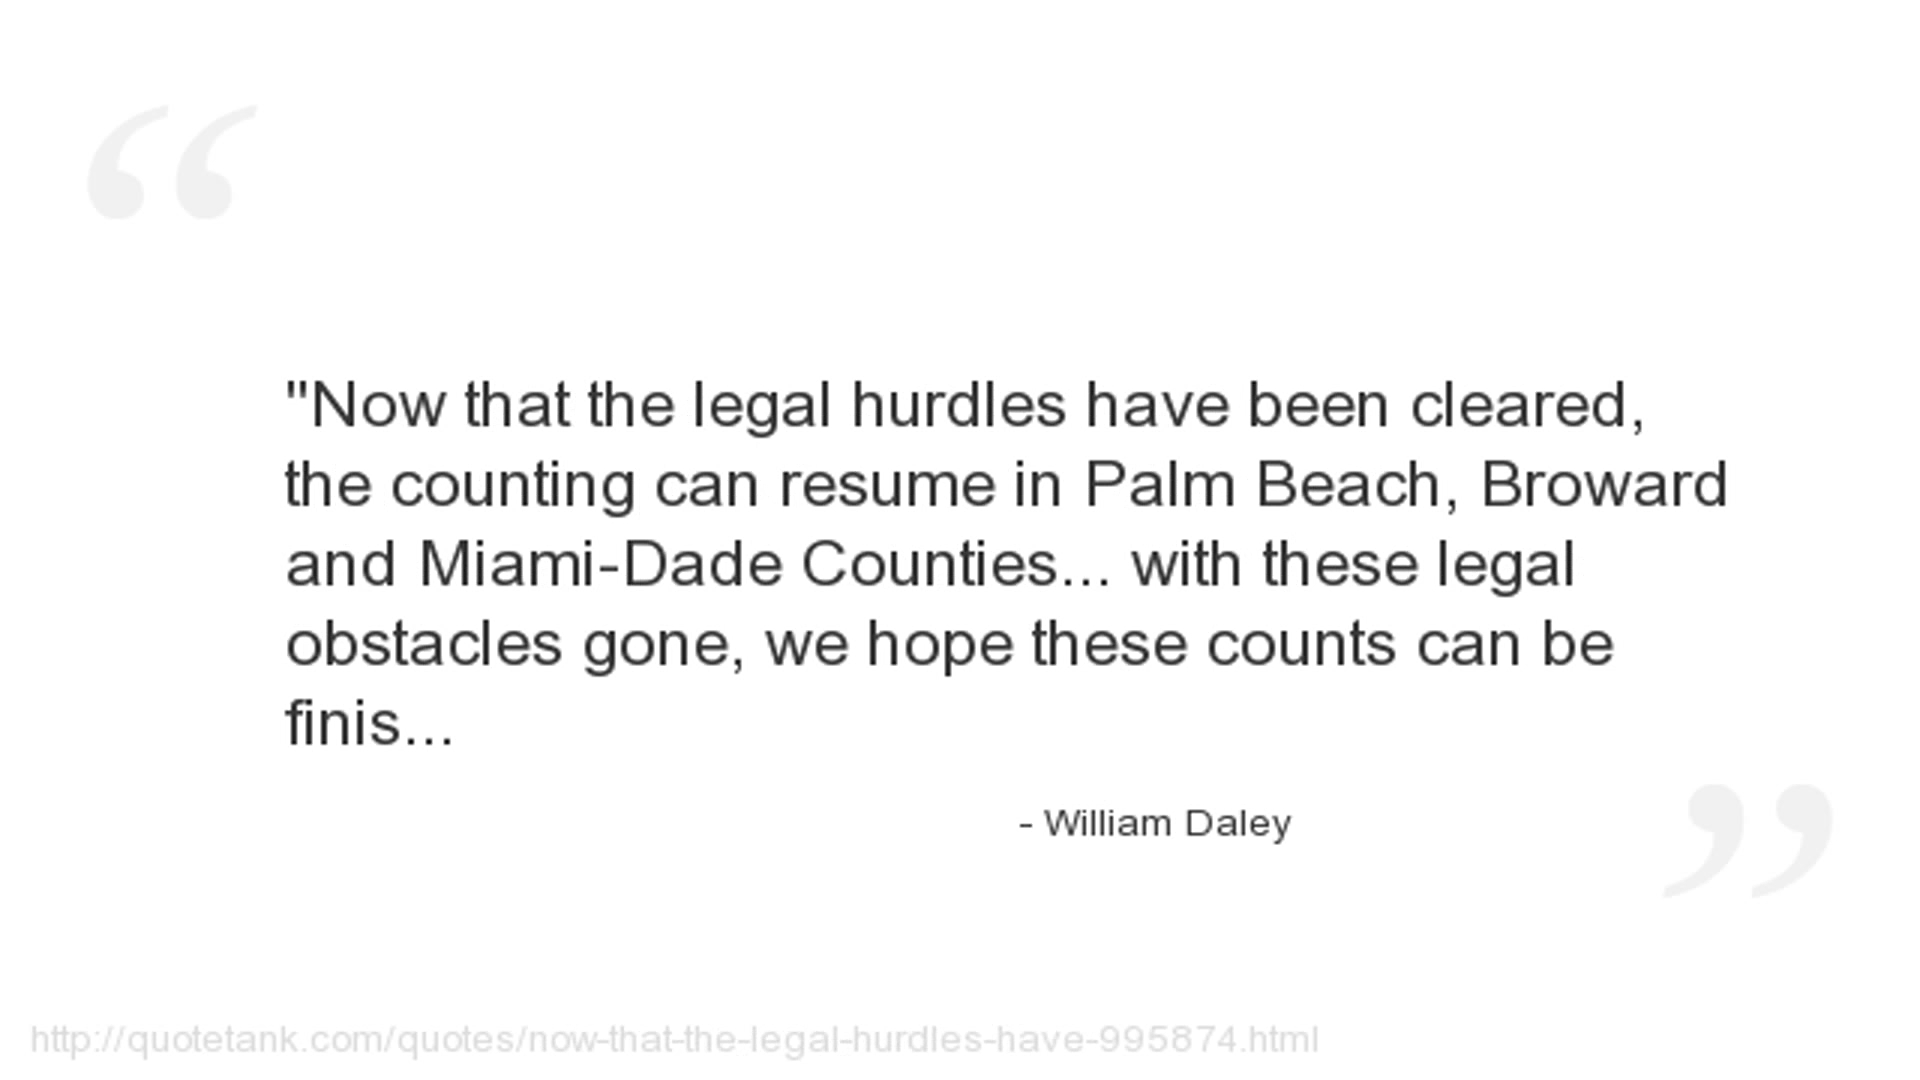 "Now that the legal hurdles have been cleared,
the counting can resume in Palm Beach, Broward
and Miami-Dade Counties... with these legal
obstacles gone, we hope these counts can be
finis...
- William Daley
http://quotetank.com/quotes/now-that-the-legal-hurdles-have-995874.html